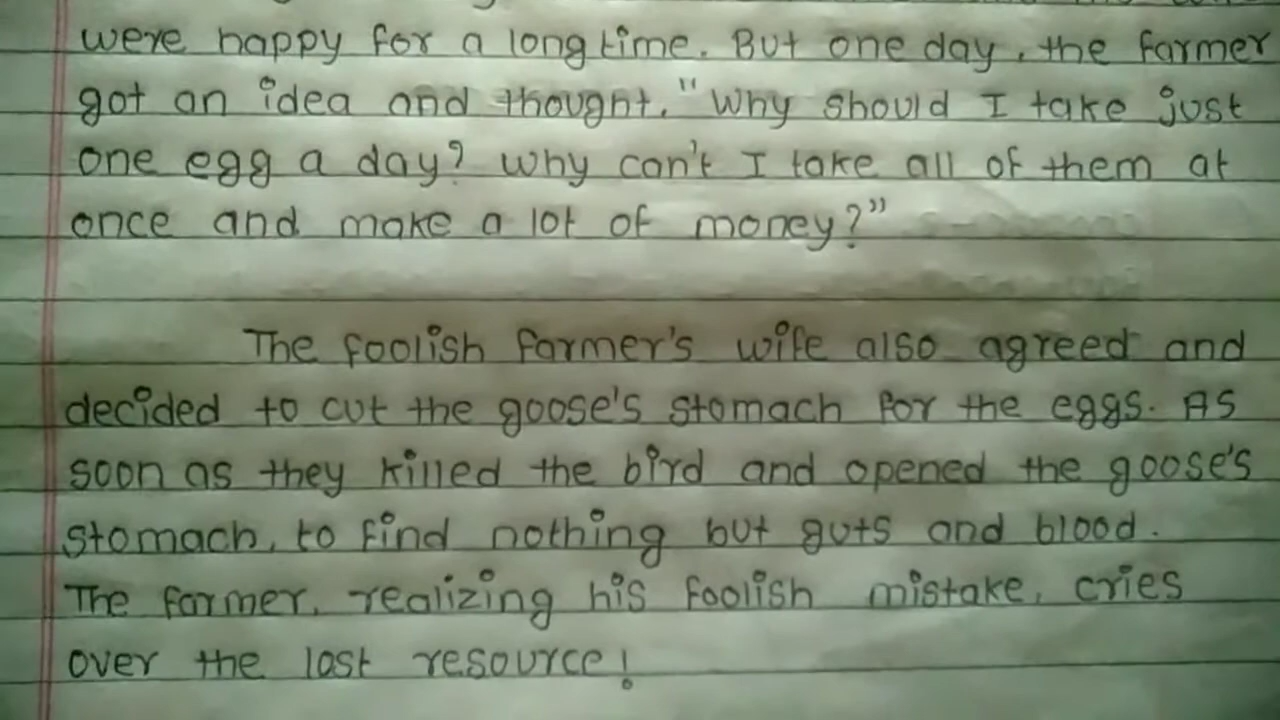 were happy for a long time. But one day, the farmer
got an idea and thought, "Why should I take just
one egg a day? Why can't I take all of them at
once and make a lot of money?"
The foolish farmer's wife also agreed and
decided to cut the goose's stomach for the eggs. As
soon as they killed the bird and opened the goose's
stomach, to find nothing but guts and blood.
The farmer, realizing his foolish mistake, cries
over the lost resource!